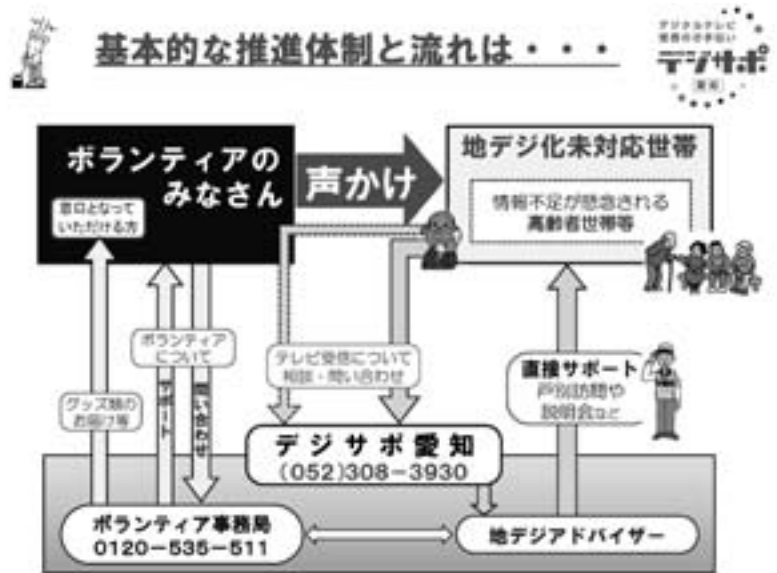 基本的な推進体制と流れは・・・
デジタルテレビ
デジサポ
愛知
ボランティアの
みなさん
声かけ
地デジ化未対応世帯
窓口となって
いただける方
情報不足が懸念される
高齢者世帯等
ボランティア
について
テレビ受信について
相談・問い合わせ
直接サポート
戸別訪問や
説明会など
グッズ類の
お届け等
サポート
問い合わせ
デジサポ愛知
(052)308-3930
ボランティア事務局
0120-535-511
地デジアドバイザー